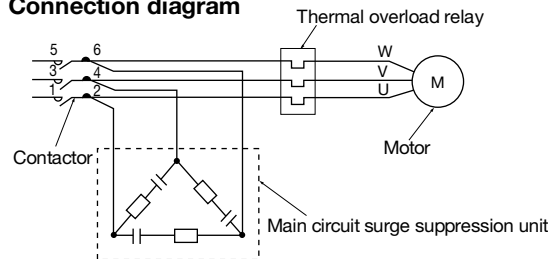 Connection diagram
Thermal overload relay
5 6
W
3 4
V
M
1 2
U
Contactor
Motor
Main circuit surge suppression unit